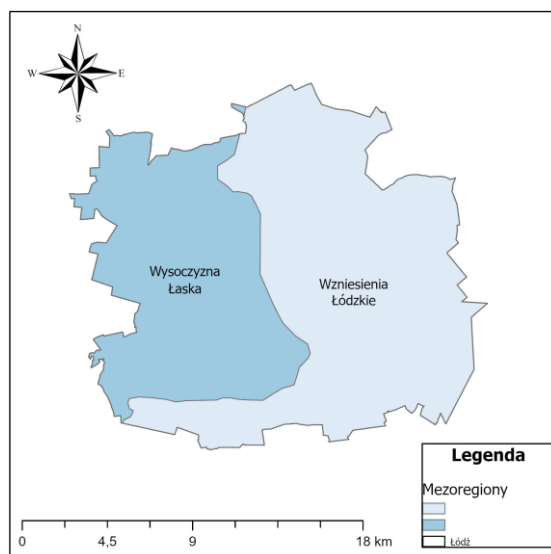 N
W E
S
Wysoczyzna
Łaska
Wzniesienia
Łódzkie
Legenda
Mezoregiony
Łódź
0 4,5 9 18 km